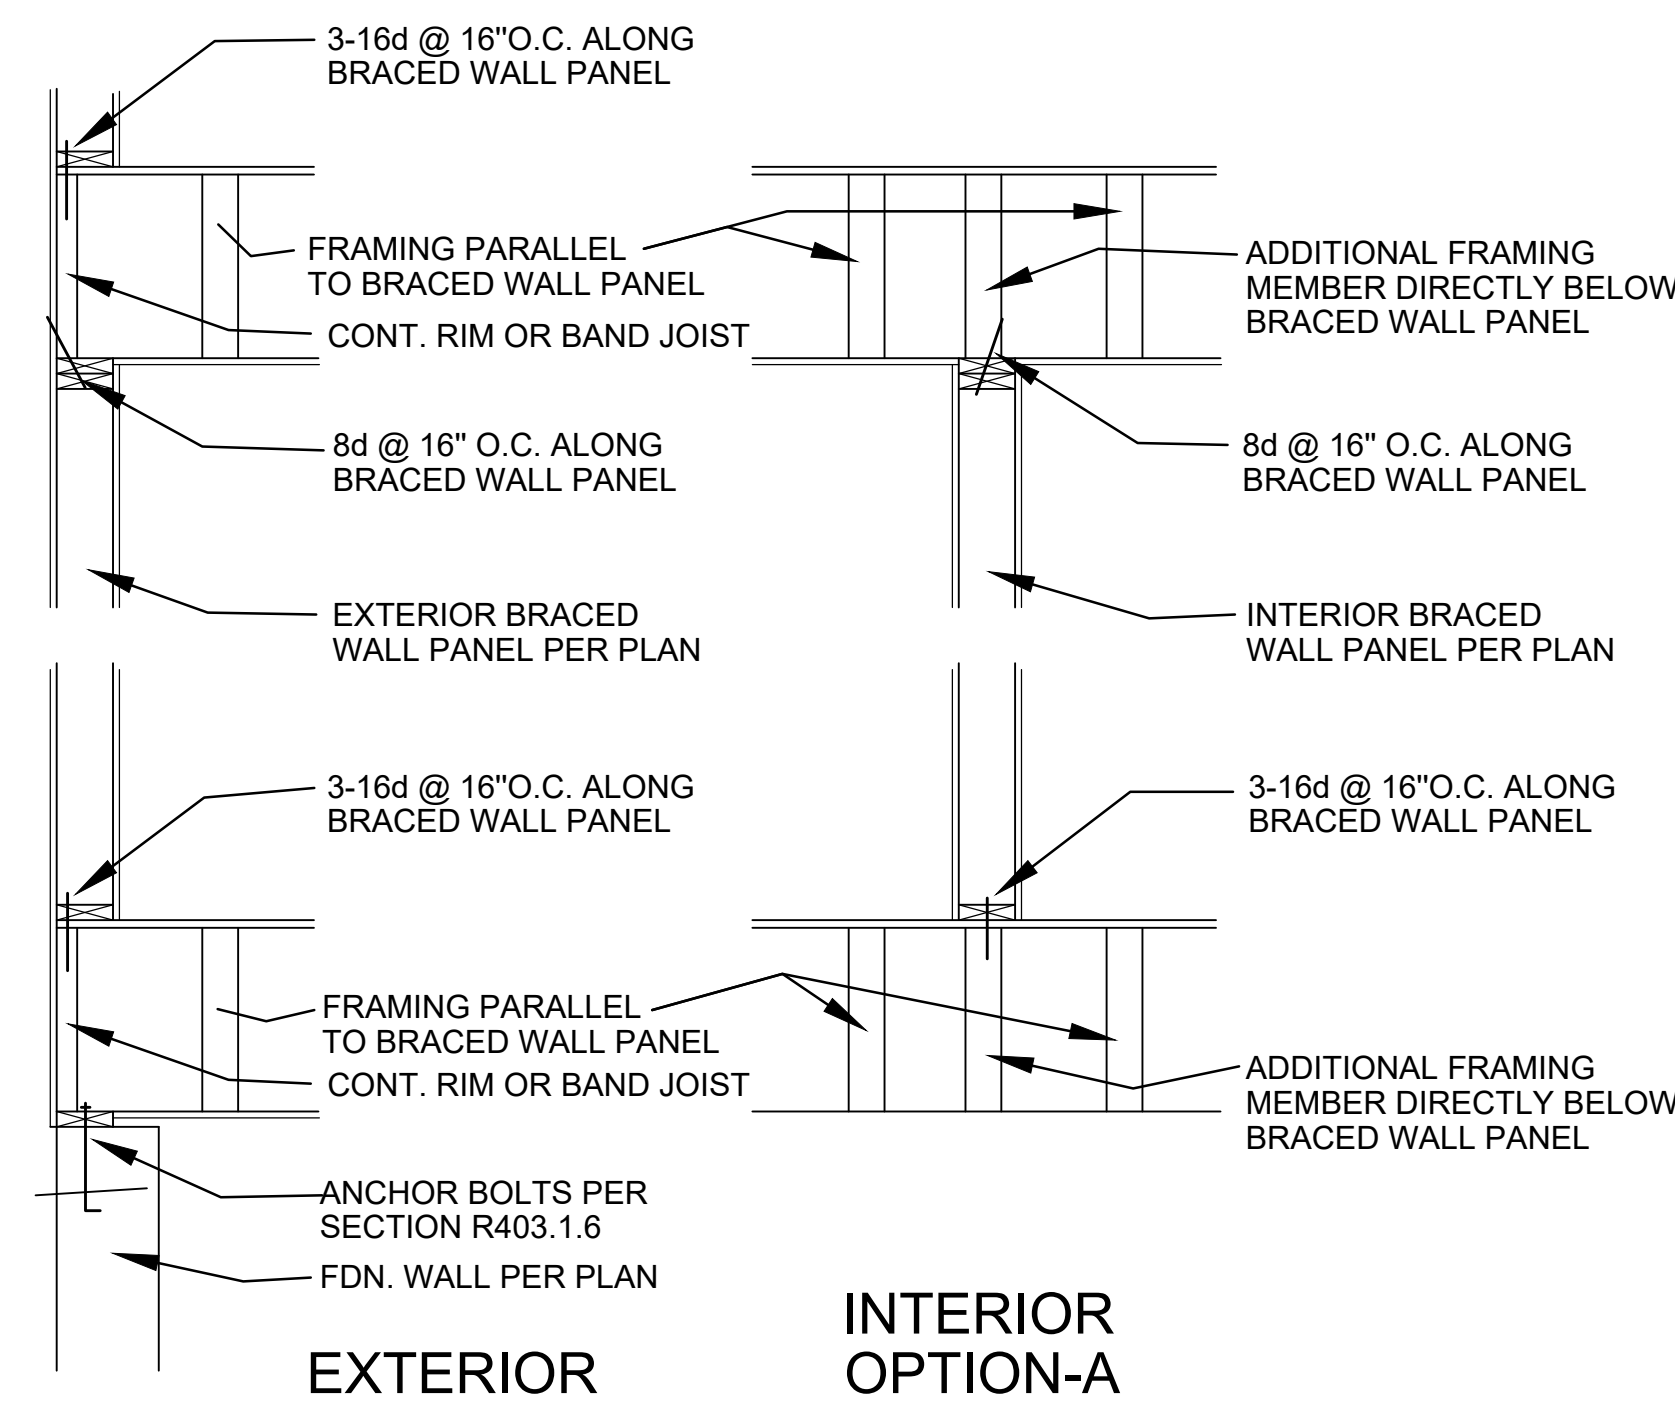 3-16d @ 16"O.C. ALONG
BRACED WALL PANEL
FRAMING PARALLEL
TO BRACED WALL PANEL
CONT. RIM OR BAND JOIST
8d @ 16" O.C. ALONG
BRACED WALL PANEL
EXTERIOR BRACED
WALL PANEL PER PLAN
3-16d @ 16"O.C. ALONG
BRACED WALL PANEL
FRAMING PARALLEL
TO BRACED WALL PANEL
CONT. RIM OR BAND JOIST
ANCHOR BOLTS PER
SECTION R403.1.6
FDN. WALL PER PLAN
EXTERIOR
ADDITIONAL FRAMING
MEMBER DIRECTLY BELOW
BRACED WALL PANEL
8d @ 16" O.C. ALONG
BRACED WALL PANEL
INTERIOR BRACED
WALL PANEL PER PLAN
3-16d @ 16"O.C. ALONG
BRACED WALL PANEL
ADDITIONAL FRAMING
MEMBER DIRECTLY BELOW
BRACED WALL PANEL
INTERIOR
OPTION-A